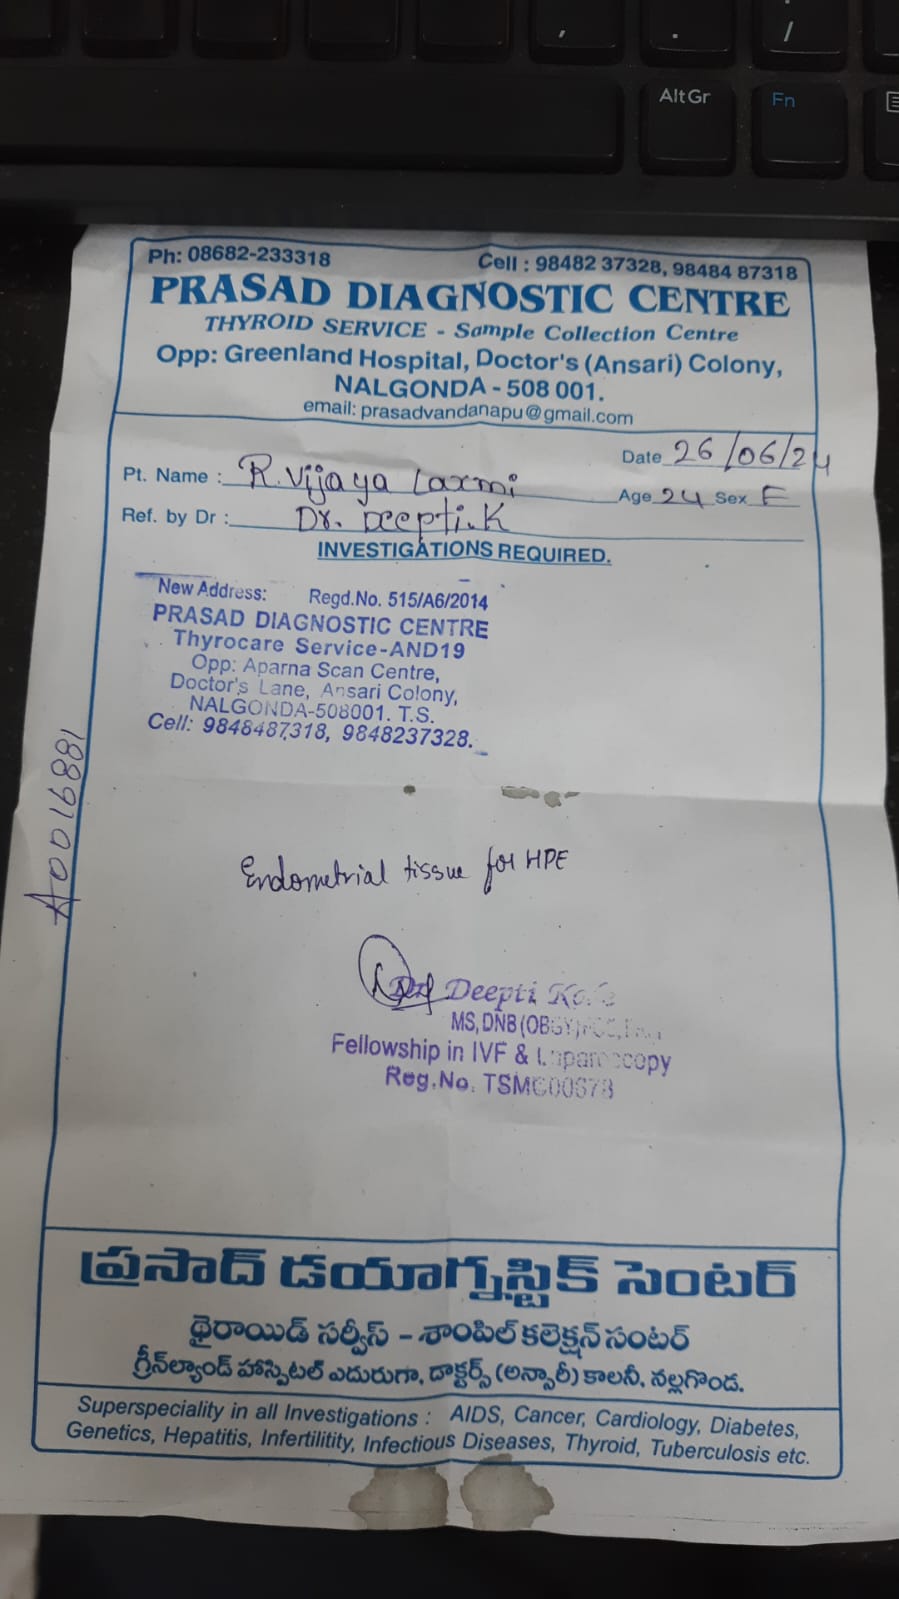 ,
.
/
AltGr
Fn
Ph: 08682-233318 Cell : 98482 37328, 98484 87318
PRASAD DIAGNOSTIC CENTRE
THYROID SERVICE - Sample Collection Centre
Opp: Greenland Hospital, Doctor's (Ansari) Colony,
NALGONDA - 508 001.
email: prasadvandanapu@gmail.com
Date 26/06/24
Pt. Name : R. Vijaya Laxmi Age 24 Sex F
Ref. by Dr : Dr. Deepti.K
INVESTIGATIONS REQUIRED.
New Address: Regd.No. 515/A6/2014
PRASAD DIAGNOSTIC CENTRE
Thyrocare Service-AND19
Opp: Aparna Scan Centre,
Doctor's Lane, Ansari Colony,
NALGONDA-508001. T.S.
Cell: 9848487318, 9848237328.
A0016881
Endometrial tissue for HPE
Deepti
MS, DNB (OBGY)
Fellowship in IVF & Laparoscopy
Reg.No.
ప్రసాద్ డయాగ్నస్టిక్ సెంటర్
థైరాయిడ్ సర్వీస్ - శాంపిల్ కలెక్షన్ సంటర్
గ్రీన్‌ల్యాండ్ హాస్పిటల్ ఎదురుగా, డాక్టర్స్ (అన్సారీ) కాలనీ, నల్లగొండ.
Superspeciality in all Investigations : AIDS, Cancer, Cardiology, Diabetes,
Genetics, Hepatitis, Infertilitity, Infectious Diseases, Thyroid, Tuberculosis etc.